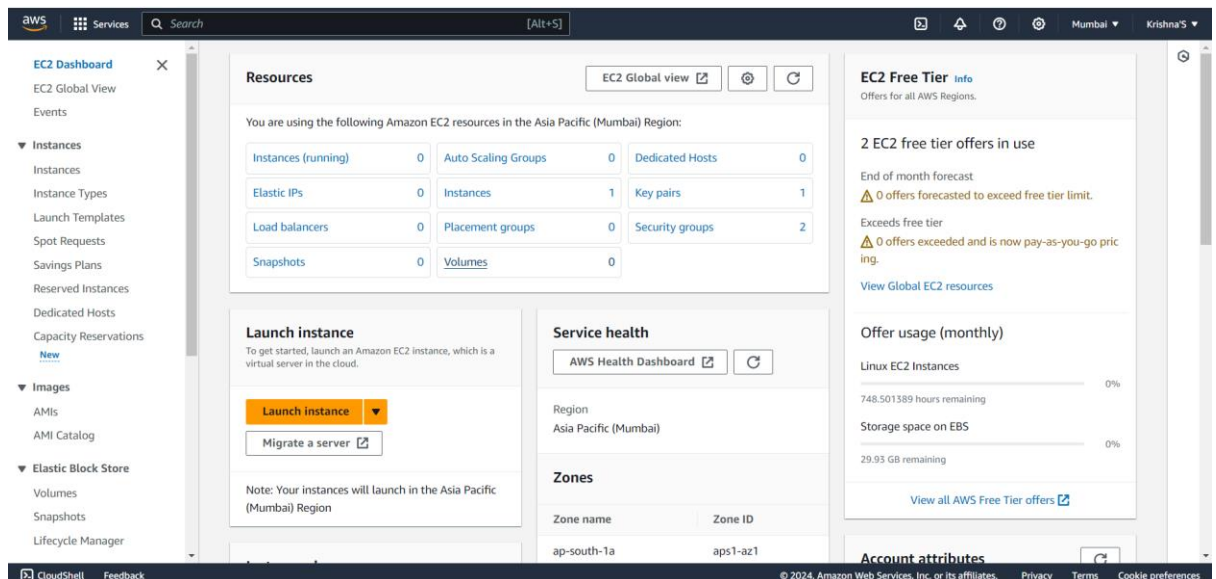 aws
Services
Search
[Alt+S]
Mumbai ▼
Krishna'S ▼
EC2 Dashboard
EC2 Global View
Events
▼ Instances
Instances
Instance Types
Launch Templates
Spot Requests
Savings Plans
Reserved Instances
Dedicated Hosts
Capacity Reservations
New
▼ Images
AMIs
AMI Catalog
▼ Elastic Block Store
Volumes
Snapshots
Lifecycle Manager
Resources
EC2 Global view
You are using the following Amazon EC2 resources in the Asia Pacific (Mumbai) Region:
Instances (running) 0 Auto Scaling Groups 0 Dedicated Hosts 0
Elastic IPs 0 Instances 1 Key pairs 1
Load balancers 0 Placement groups 0 Security groups 2
Snapshots 0 Volumes 0
Launch instance
To get started, launch an Amazon EC2 instance, which is a
virtual server in the cloud.
Launch instance ▼
Migrate a server
Note: Your instances will launch in the Asia Pacific
(Mumbai) Region
Service health
AWS Health Dashboard
Region
Asia Pacific (Mumbai)
Zones
Zone name Zone ID
ap-south-1a aps1-az1
EC2 Free Tier Info
Offers for all AWS Regions.
2 EC2 free tier offers in use
End of month forecast
0 offers forecasted to exceed free tier limit.
Exceeds free tier
0 offers exceeded and is now pay-as-you-go pric
ing.
View Global EC2 resources
Offer usage (monthly)
Linux EC2 Instances
0%
748.501389 hours remaining
Storage space on EBS
0%
29.93 GB remaining
View all AWS Free Tier offers
Account attributes
CloudShell Feedback
© 2024, Amazon Web Services, Inc. or its affiliates. Privacy Terms Cookie preferences